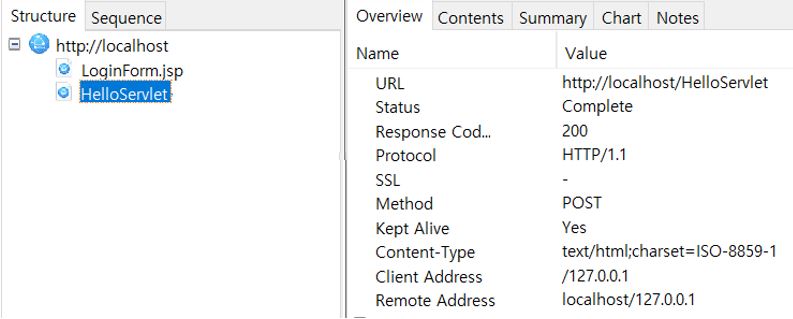 Structure Sequence
http://localhost
LoginForm.jsp
HelloServlet
Overview Contents Summary Chart Notes
Name Value
URL http://localhost/HelloServlet
Status Complete
Response Cod... 200
Protocol HTTP/1.1
SSL -
Method POST
Kept Alive Yes
Content-Type text/html;charset=ISO-8859-1
Client Address /127.0.0.1
Remote Address localhost/127.0.0.1